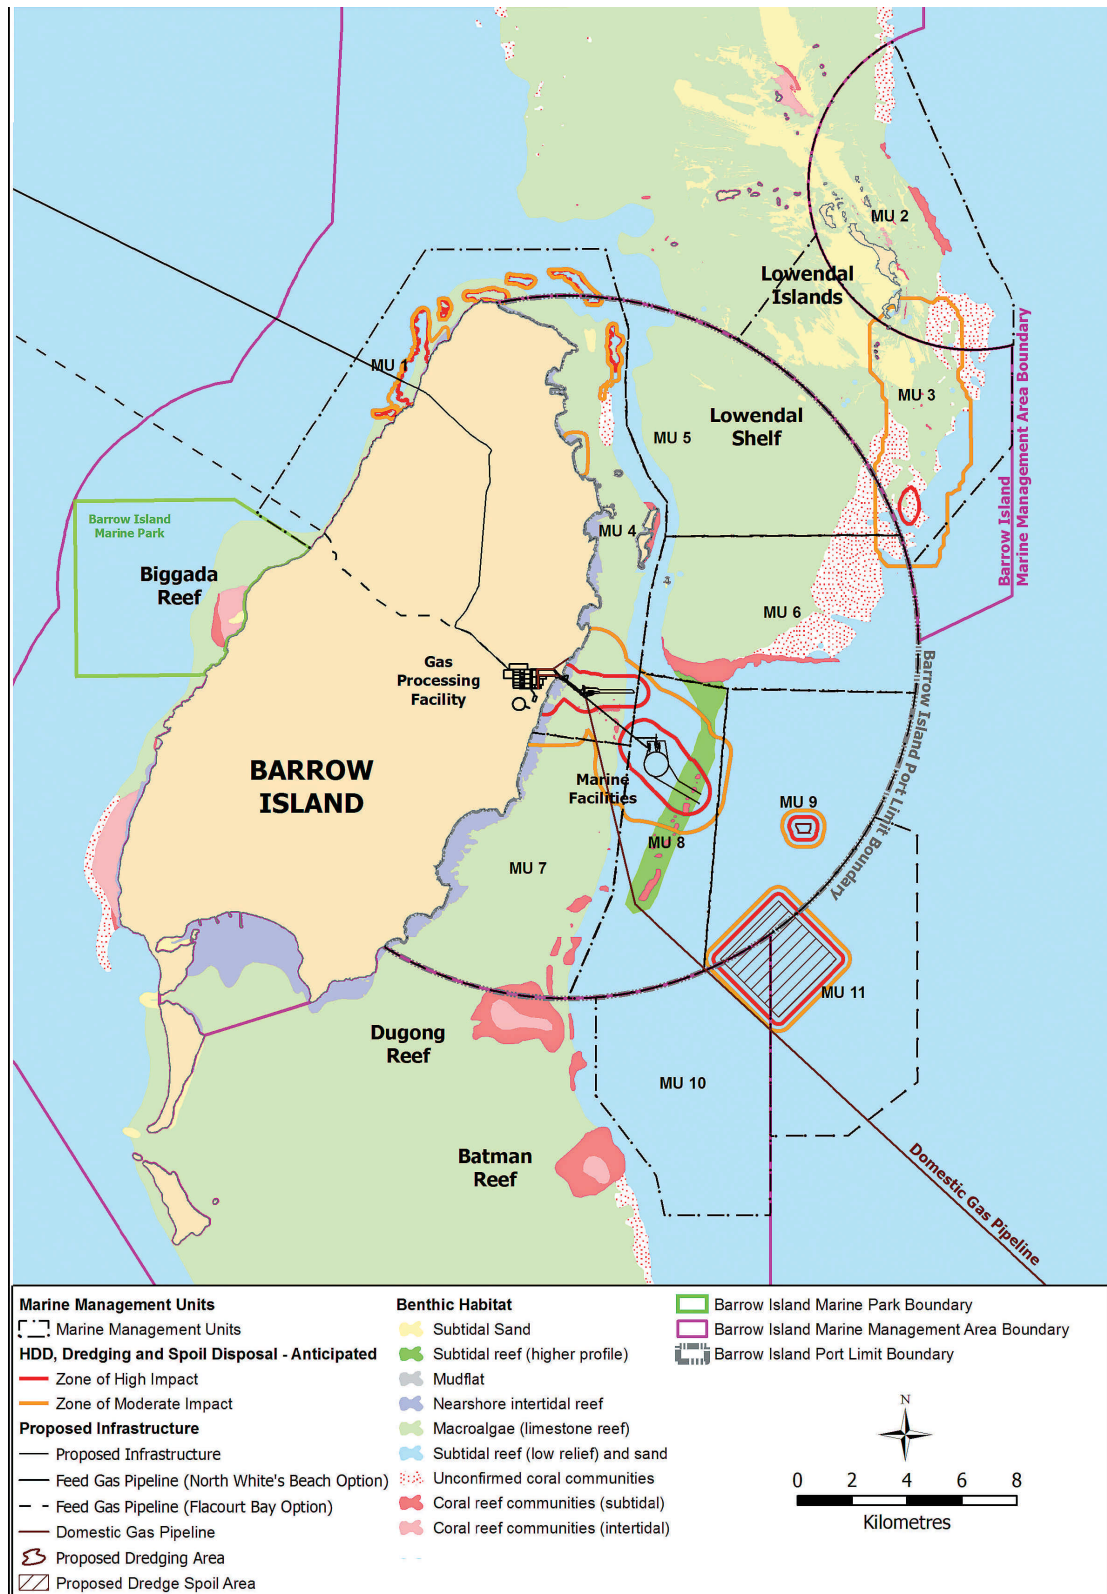 MU 2
Lowendal
Islands
MU 1
MU 3
Lowendal
Shelf
MU 5
Barrow Island
Marine Management Area Boundary
Barrow Island
Marine Park
MU 4
Biggada
Reef
MU 6
Gas
Processing
Facility
Barrow Island Port Limit Boundary
BARROW
ISLAND
Marine
Facilities
MU 9
MU 8
MU 7
MU 11
Dugong
Reef
MU 10
Batman
Reef
Domestic Gas Pipeline
Marine Management Units
Marine Management Units
HDD, Dredging and Spoil Disposal - Anticipated
Zone of High Impact
Zone of Moderate Impact
Proposed Infrastructure
Proposed Infrastructure
Feed Gas Pipeline (North White's Beach Option)
Feed Gas Pipeline (Flacourt Bay Option)
Domestic Gas Pipeline
Proposed Dredging Area
Proposed Dredge Spoil Area
Benthic Habitat
Subtidal Sand
Subtidal reef (higher profile)
Mudflat
Nearshore intertidal reef
Macroalgae (limestone reef)
Subtidal reef (low relief) and sand
Unconfirmed coral communities
Coral reef communities (subtidal)
Coral reef communities (intertidal)
Barrow Island Marine Park Boundary
Barrow Island Marine Management Area Boundary
Barrow Island Port Limit Boundary
N
0 2 4 6 8
Kilometres